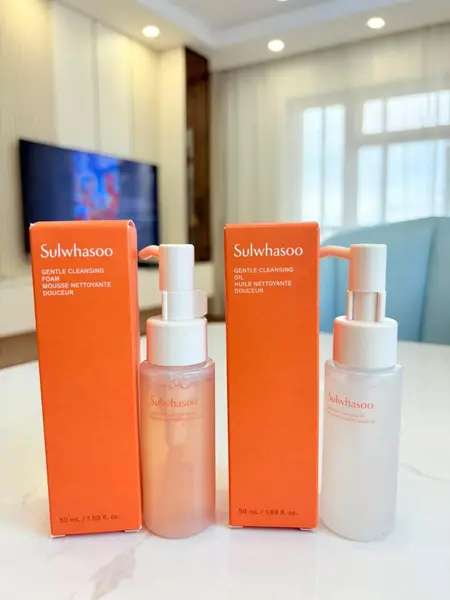 Sulwhasoo
GENTLE CLEANSING
FOAM
MOUSSE NETTOYANTE
DOUCEUR
50 mL / 1.69 fl. oz.
Sulwhasoo
Sulwhasoo
GENTLE CLEANSING
OIL
HUILE NETTOYANTE
DOUCEUR
50 mL / 1.69 fl. oz.
Sulwhasoo